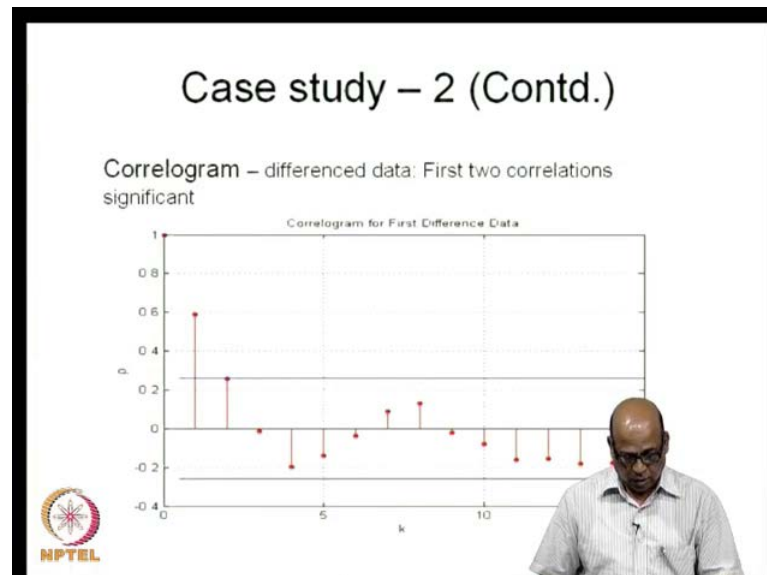 Case study – 2 (Contd.)
Correlogram – differenced data: First two correlations
significant
Correlogram for First Difference Data
1
0.8
0.6
0.4
0.2
0
-0.2
-0.4
ρ
0
5
10
k
NPTEL